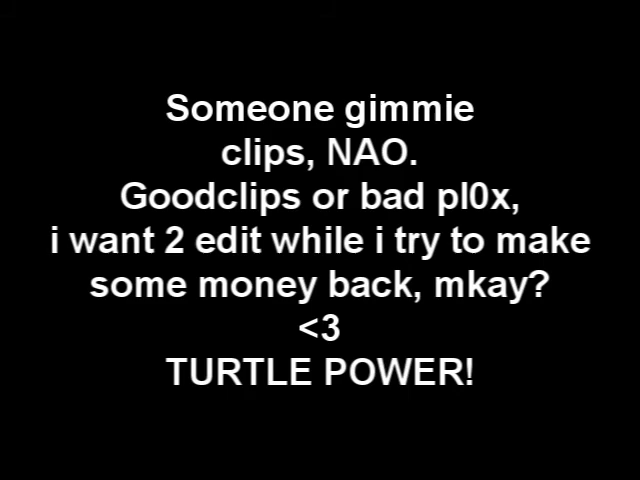 Someone gimmie
clips, NAO.
Goodclips or bad pl0x,
i want 2 edit while i try to make
some money back, mkay?
<3
TURTLE POWER!